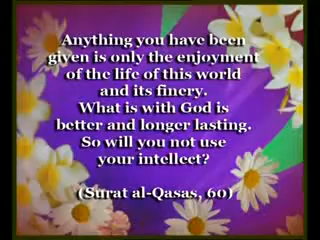 Anything you have been
given is only the enjoyment
of the life of this world
and its finery.
What is with God is
better and longer lasting.
So will you not use
your intellect?
(Surat al-Qasas, 60)